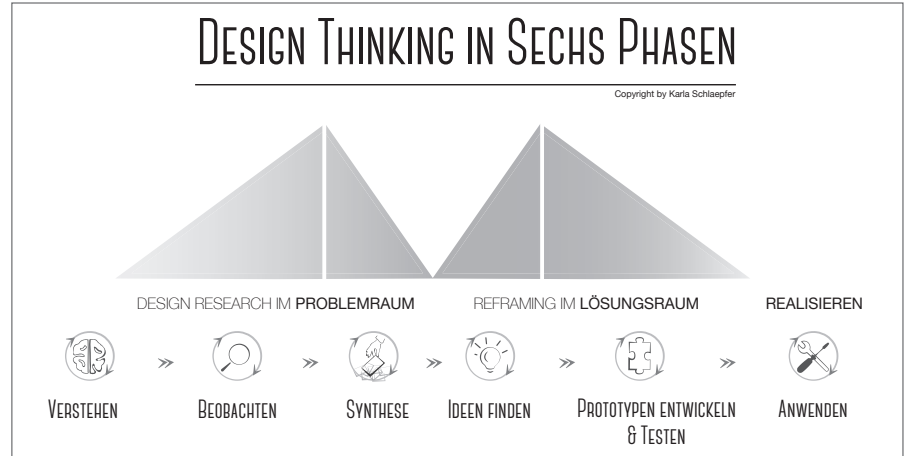 DESIGN THINKING IN SECHS PHASEN
Copyright by Karla Schlaepfer
DESIGN RESEARCH IM PROBLEMRAUM
REFRAMING IM LÖSUNGSRAUM
REALISIEREN
VERSTEHEN
BEOBACHTEN
SYNTHESE
IDEEN FINDEN
PROTOTYPEN ENTWICKELN
& TESTEN
ANWENDEN